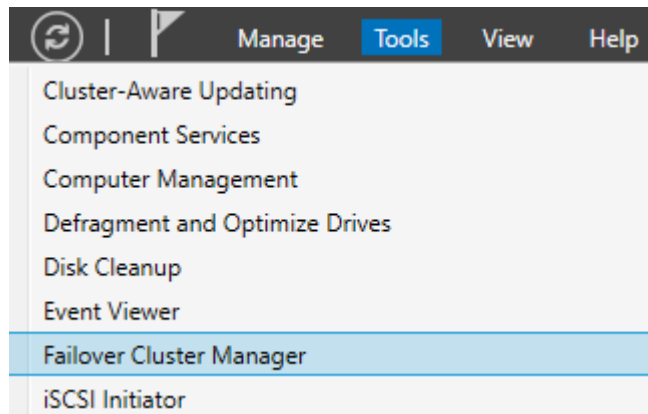 Manage Tools View Help
Cluster-Aware Updating
Component Services
Computer Management
Defragment and Optimize Drives
Disk Cleanup
Event Viewer
Failover Cluster Manager
iSCSI Initiator